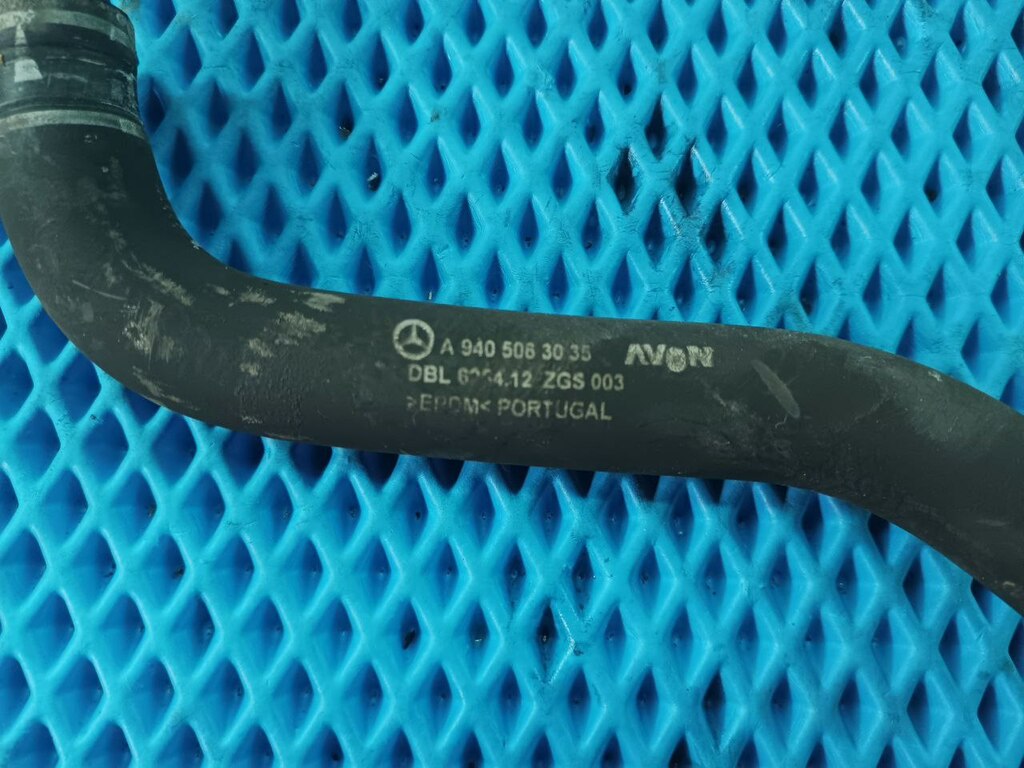 A 940 506 30 35 AVON
DBL 6254.12 ZGS 003
>EPDM< PORTUGAL